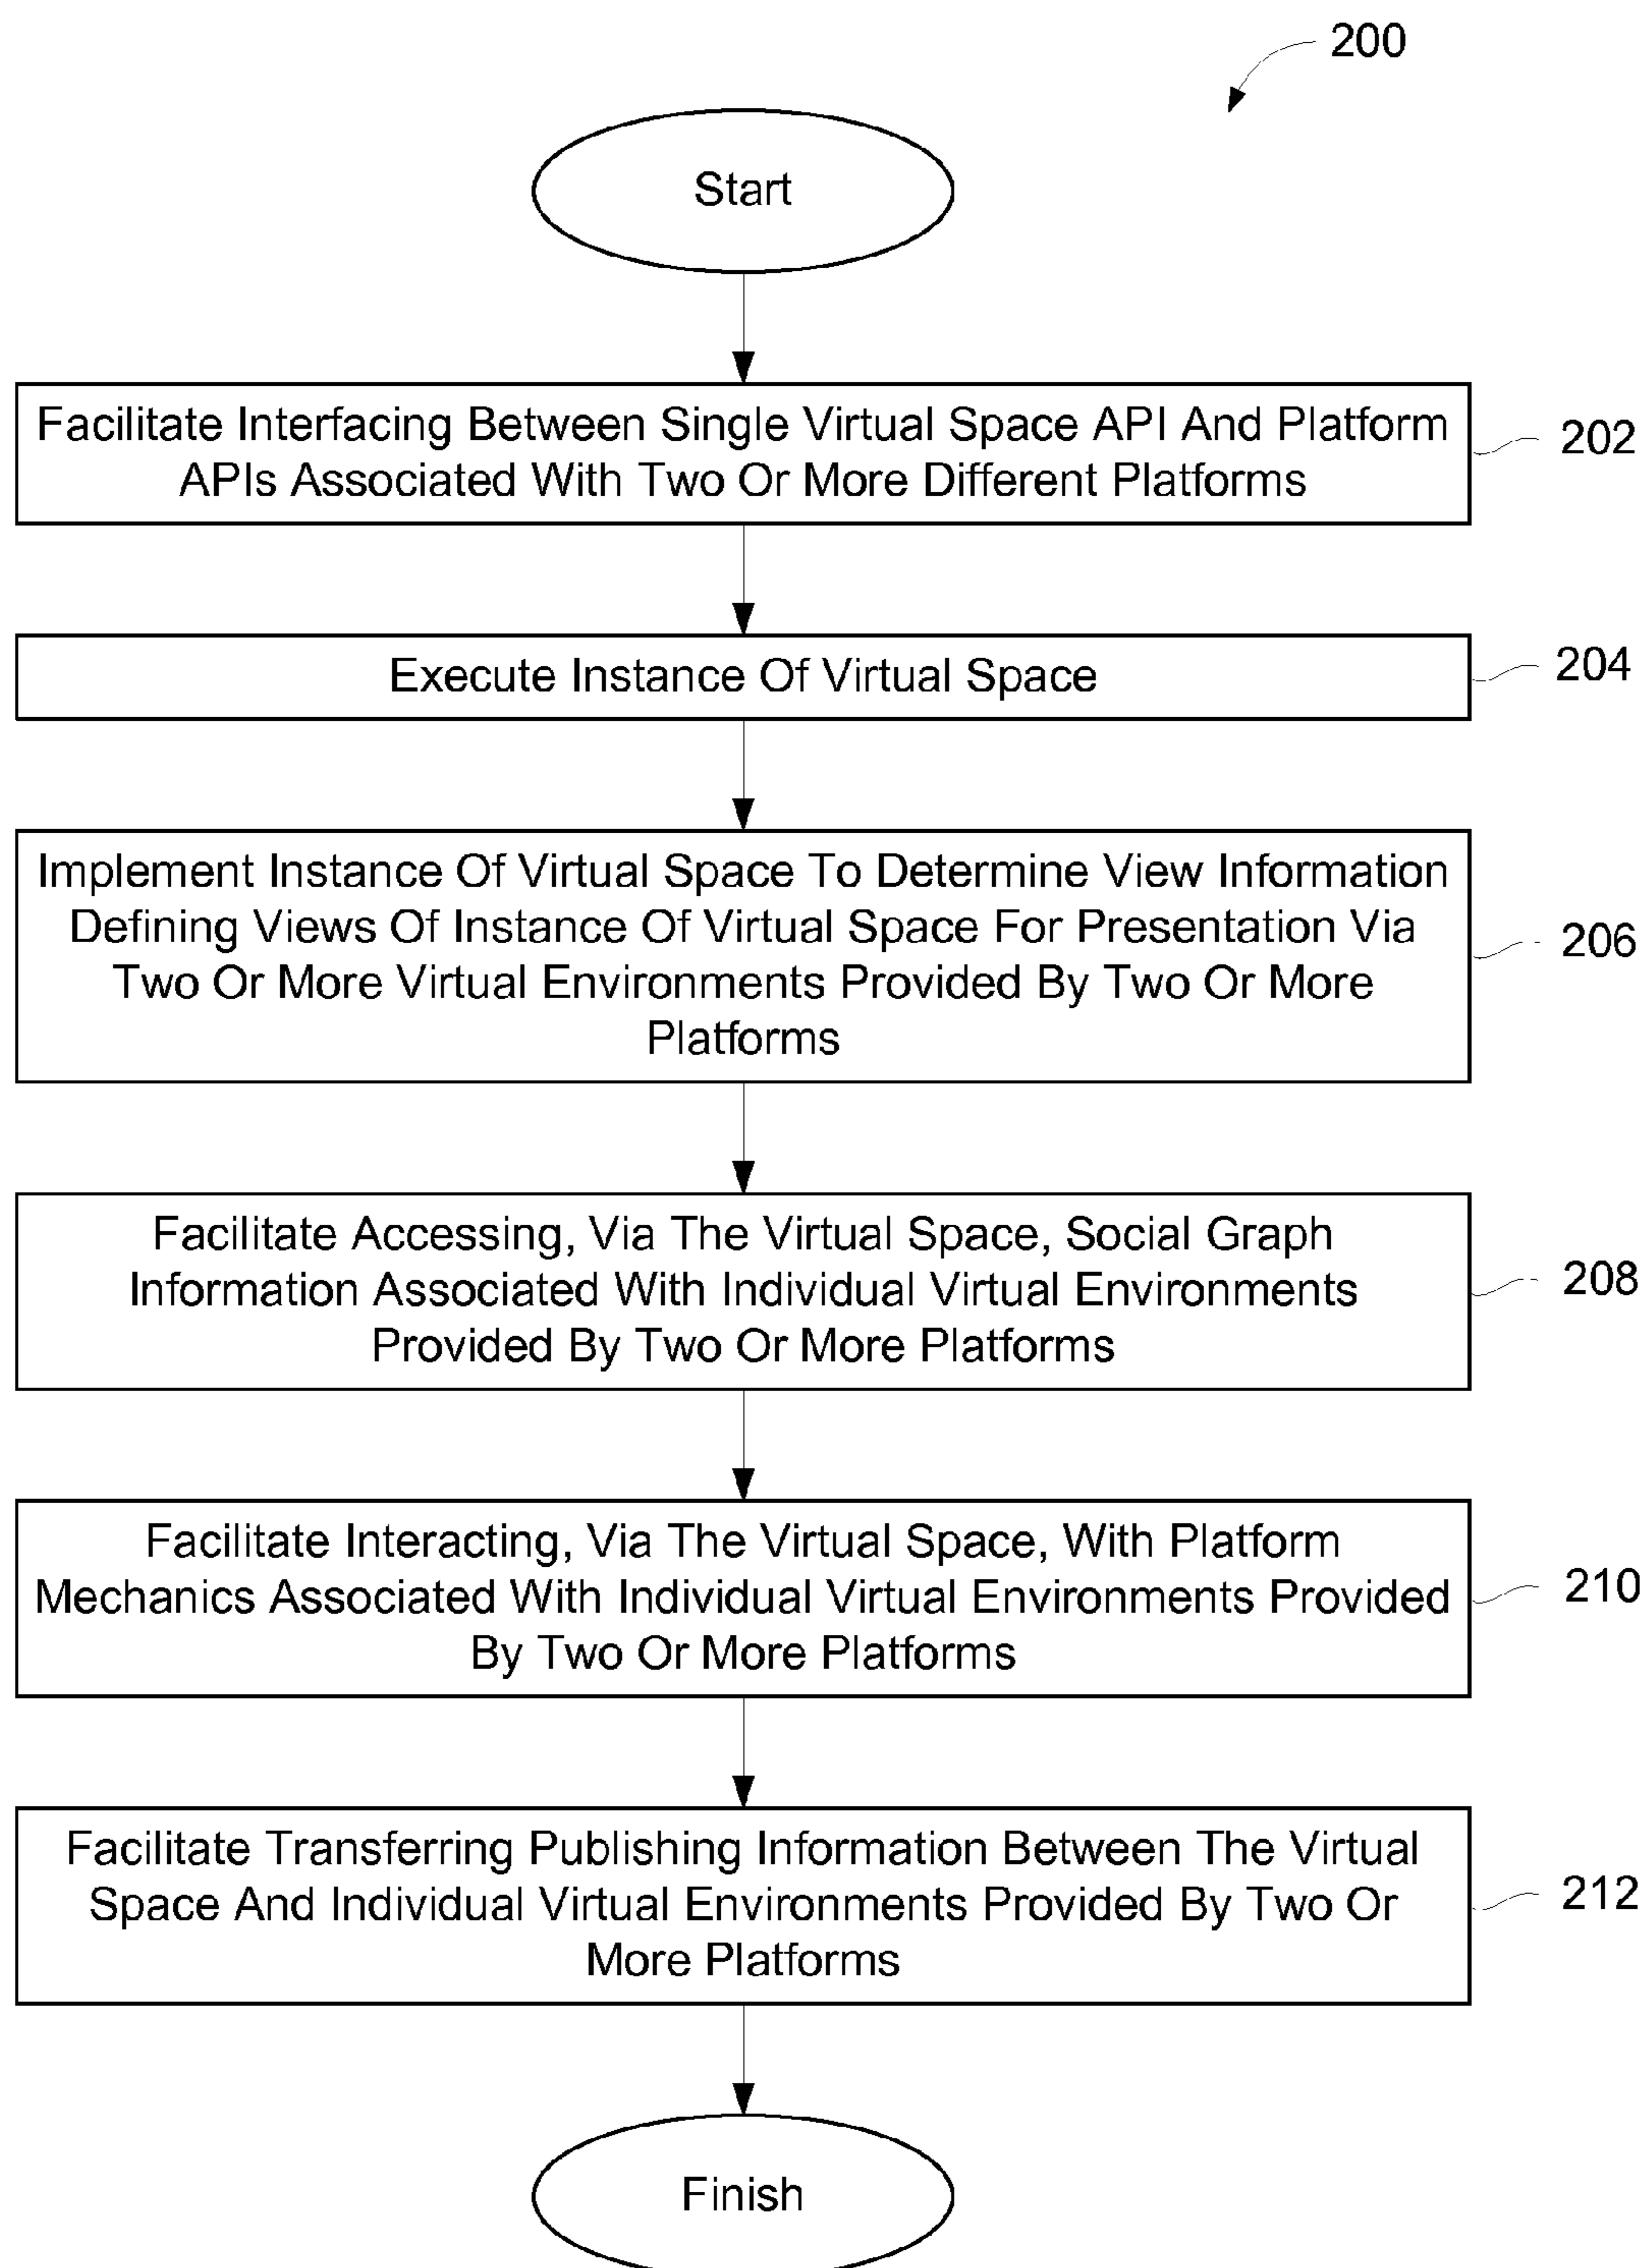 200
Start
Facilitate Interfacing Between Single Virtual Space API And Platform
APIs Associated With Two Or More Different Platforms
202
Execute Instance Of Virtual Space
204
Implement Instance Of Virtual Space To Determine View Information
Defining Views Of Instance Of Virtual Space For Presentation Via
Two Or More Virtual Environments Provided By Two Or More
Platforms
206
Facilitate Accessing, Via The Virtual Space, Social Graph
Information Associated With Individual Virtual Environments
Provided By Two Or More Platforms
208
Facilitate Interacting, Via The Virtual Space, With Platform
Mechanics Associated With Individual Virtual Environments Provided
By Two Or More Platforms
210
Facilitate Transferring Publishing Information Between The Virtual
Space And Individual Virtual Environments Provided By Two Or
More Platforms
212
Finish